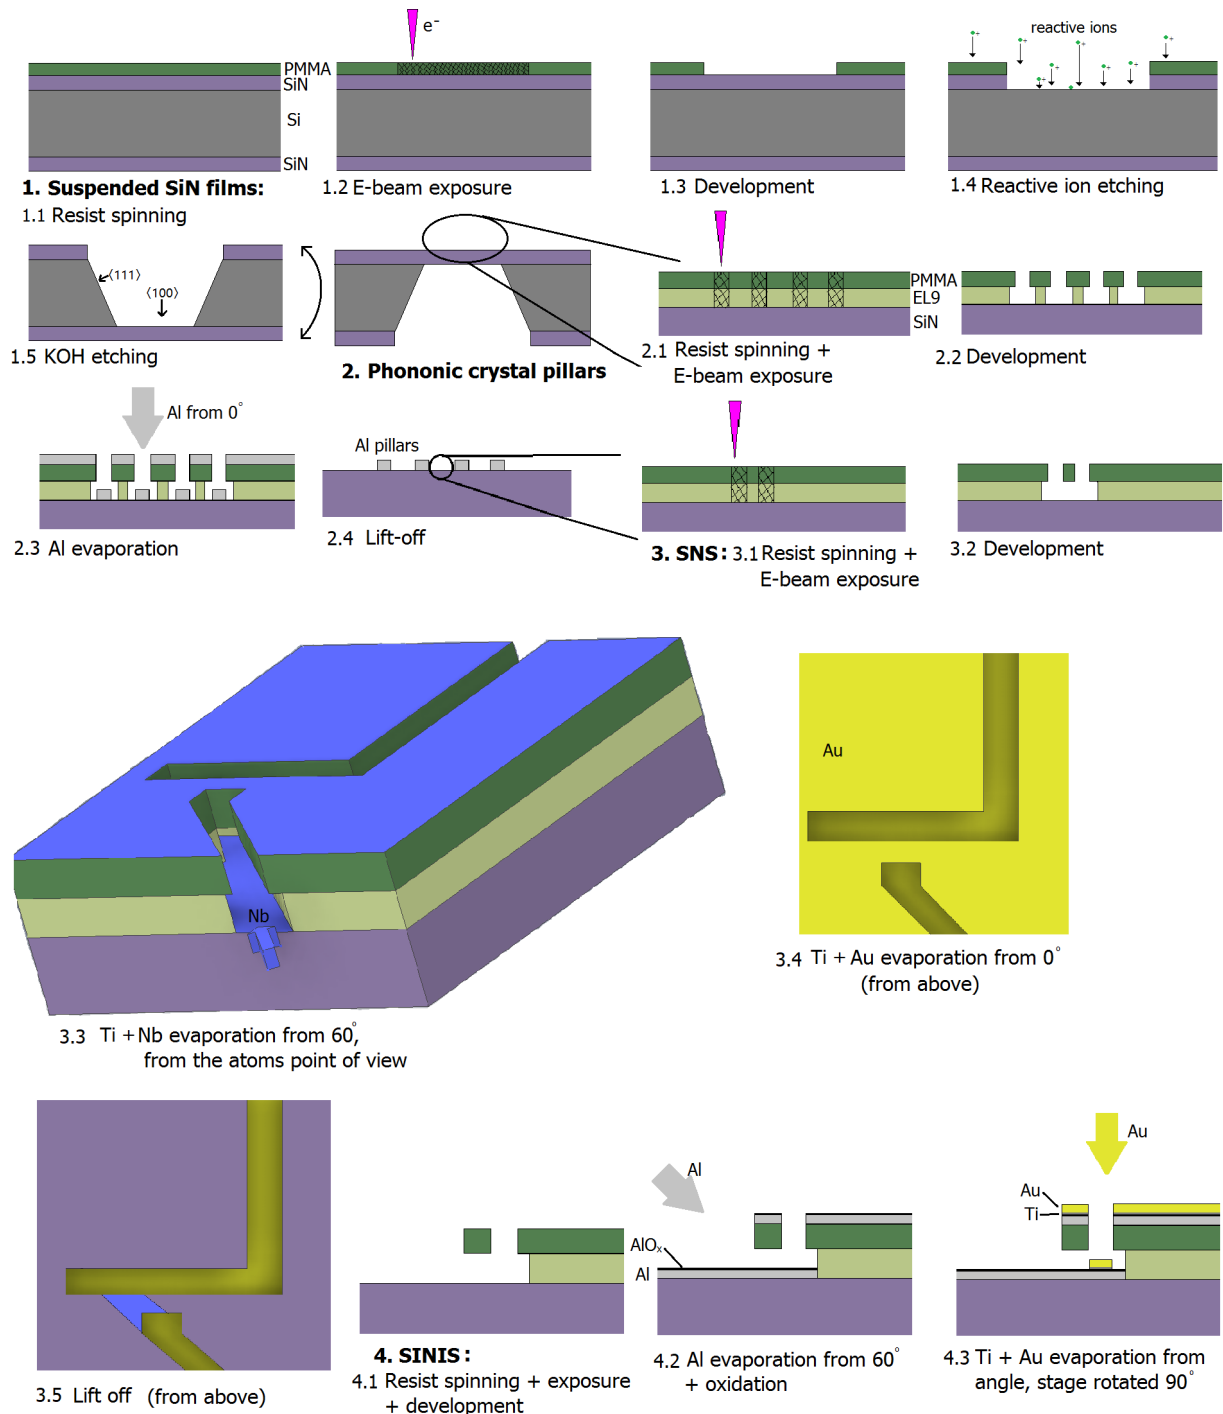 e⁻
reactive ions
PMMA
SiN
Si
SiN
1. Suspended SiN films:
1.1 Resist spinning
1.2 E-beam exposure
1.3 Development
1.4 Reactive ion etching
⟨111⟩
⟨100⟩
1.5 KOH etching
2. Phononic crystal pillars
PMMA
EL9
SiN
2.1 Resist spinning +
E-beam exposure
2.2 Development
Al from 0°
2.3 Al evaporation
Al pillars
2.4 Lift-off
3. SNS: 3.1 Resist spinning +
E-beam exposure
3.2 Development
Nb
3.3 Ti + Nb evaporation from 60°,
from the atoms point of view
Au
3.4 Ti + Au evaporation from 0°
(from above)
3.5 Lift off (from above)
4. SINIS:
4.1 Resist spinning + exposure
+ development
Al
AlOₓ
Al
4.2 Al evaporation from 60°
+ oxidation
Au
Au
Ti
4.3 Ti + Au evaporation from
angle, stage rotated 90°